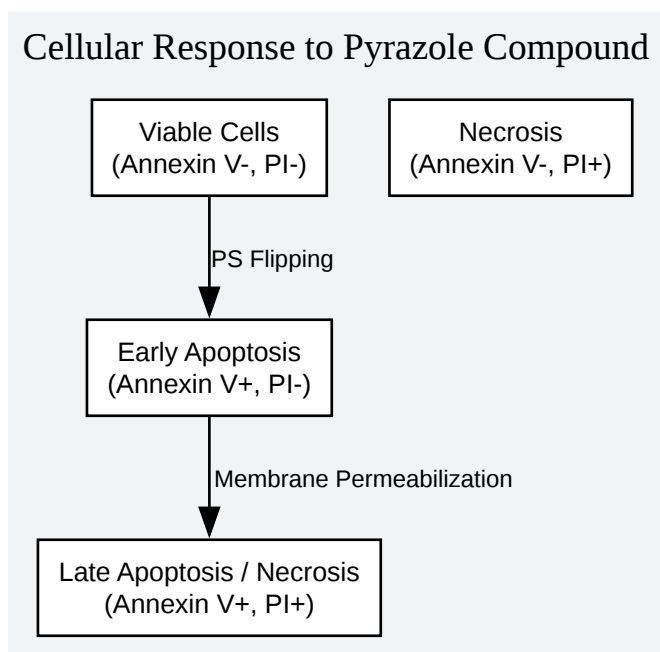 Cellular Response to Pyrazole Compound
Viable Cells
(Annexin V-, PI-)
Necrosis
(Annexin V-, PI+)
PS Flipping
Early Apoptosis
(Annexin V+, PI-)
Membrane Permeabilization
Late Apoptosis / Necrosis
(Annexin V+, PI+)